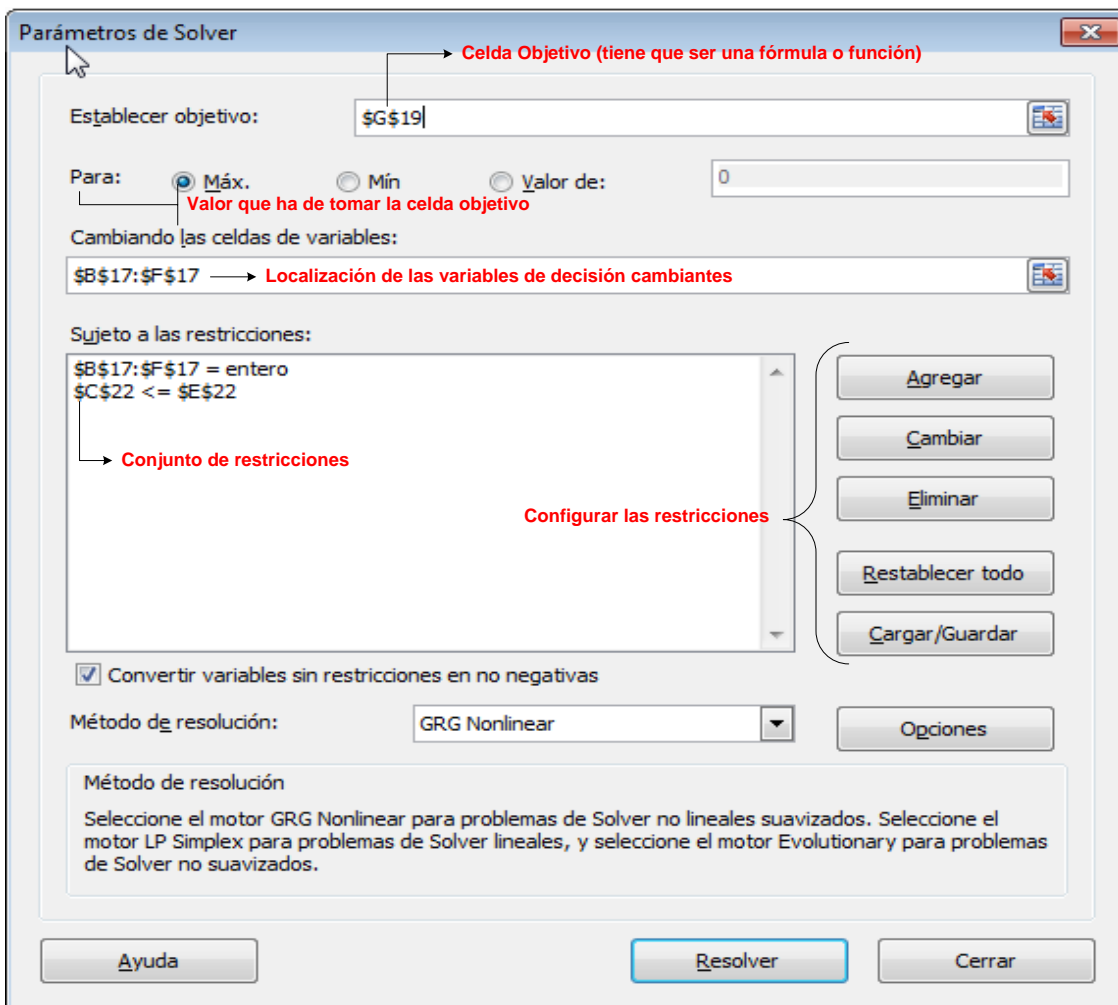 Parámetros de Solver
Celda Objetivo (tiene que ser una fórmula o función)
Establecer objetivo:
$G$19
Para:
Máx.
Mín
Valor de:
0
Valor que ha de tomar la celda objetivo
Cambiando las celdas de variables:
$B$17:$F$17
Localización de las variables de decisión cambiantes
Sujeto a las restricciones:
$B$17:$F$17 = entero
$C$22 <= $E$22
Conjunto de restricciones
Configurar las restricciones
Agregar
Cambiar
Eliminar
Restablecer todo
Cargar/Guardar
Convertir variables sin restricciones en no negativas
Método de resolución:
GRG Nonlinear
Opciones
Método de resolución
Seleccione el motor GRG Nonlinear para problemas de Solver no lineales suavizados. Seleccione el
motor LP Simplex para problemas de Solver lineales, y seleccione el motor Evolutionary para problemas
de Solver no suavizados.
Ayuda
Resolver
Cerrar